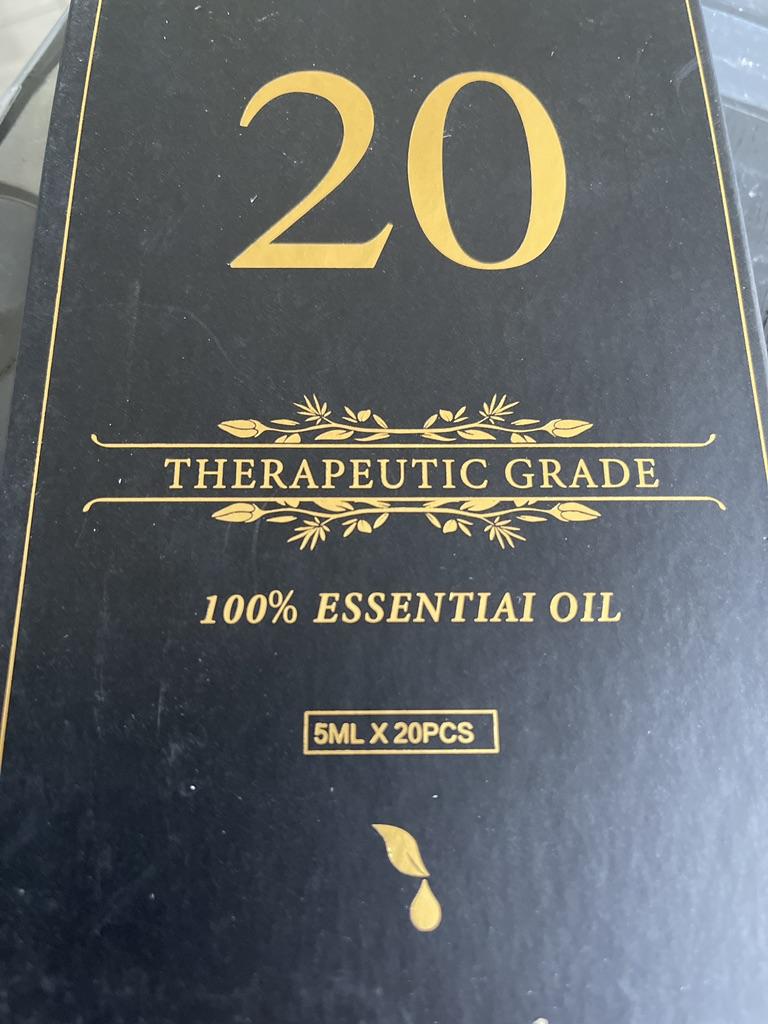 20
THERAPEUTIC GRADE
100% ESSENTIAI OIL
5ML X 20PCS